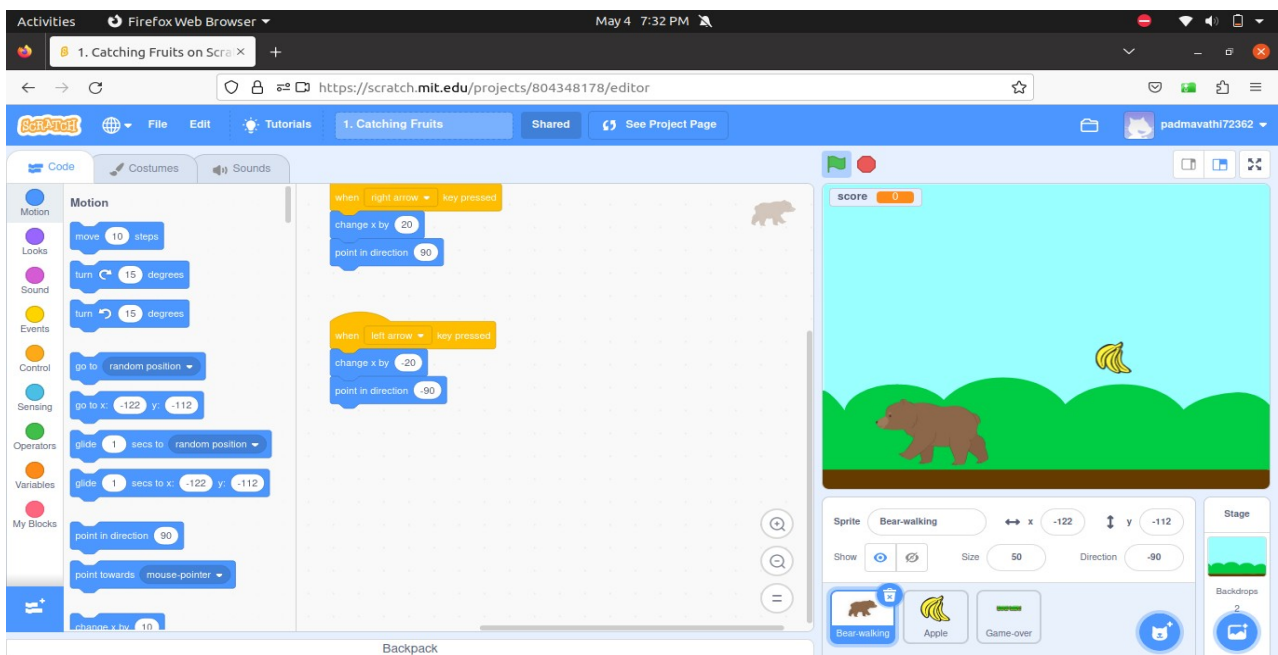 Activities Firefox Web Browser May 4 7:32 PM
1. Catching Fruits on Scra × +
https://scratch.mit.edu/projects/804348178/editor
SCRATCH File Edit Tutorials 1. Catching Fruits Shared See Project Page padmavathi72362
Code Costumes Sounds
Motion
Looks
Sound
Events
Control
Sensing
Operators
Variables
My Blocks
Motion
move 10 steps
turn 15 degrees
turn 15 degrees
go to random position
go to x: -122 y: -112
glide 1 secs to random position
glide 1 secs to x: -122 y: -112
point in direction 90
point towards mouse-pointer
change x by 10
when right arrow key pressed
change x by 20
point in direction 90
when left arrow key pressed
change x by -20
point in direction -90
Backpack
score 0
Sprite Bear-walking x -122 y -112
Show Size 50 Direction -90
Bear-walking Apple Game-over
Stage
Backdrops
2